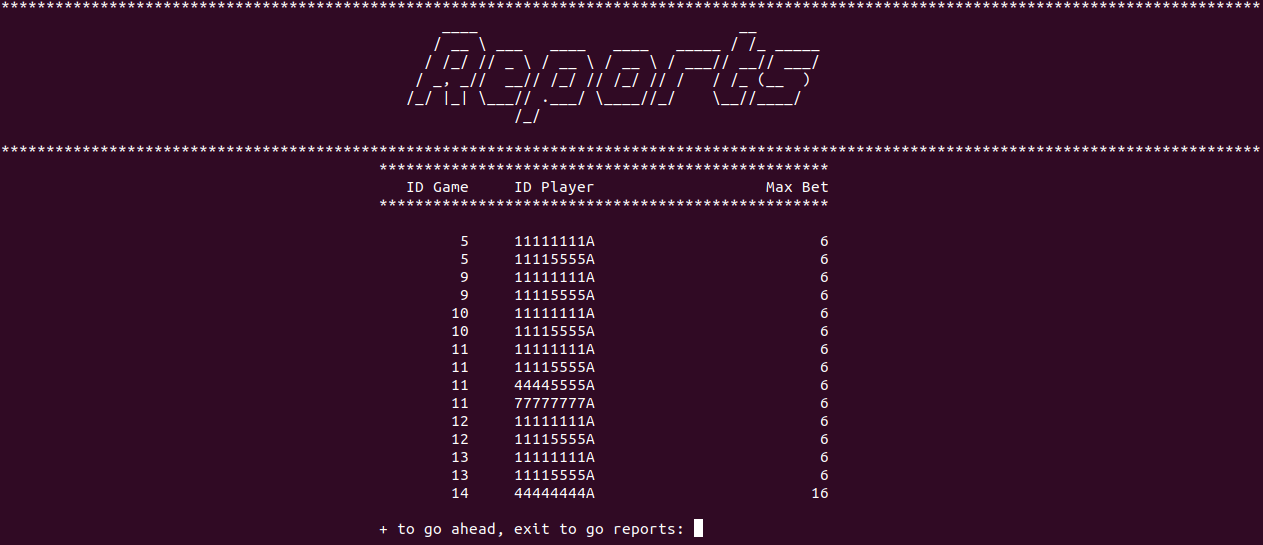 Reports
ID Game ID Player Max Bet
5 11111111A 6
5 11115555A 6
9 11111111A 6
9 11115555A 6
10 11111111A 6
10 11115555A 6
11 11111111A 6
11 11115555A 6
11 44445555A 6
11 77777777A 6
12 11111111A 6
12 11115555A 6
13 11111111A 6
13 11115555A 6
14 44444444A 16
+ to go ahead, exit to go reports: